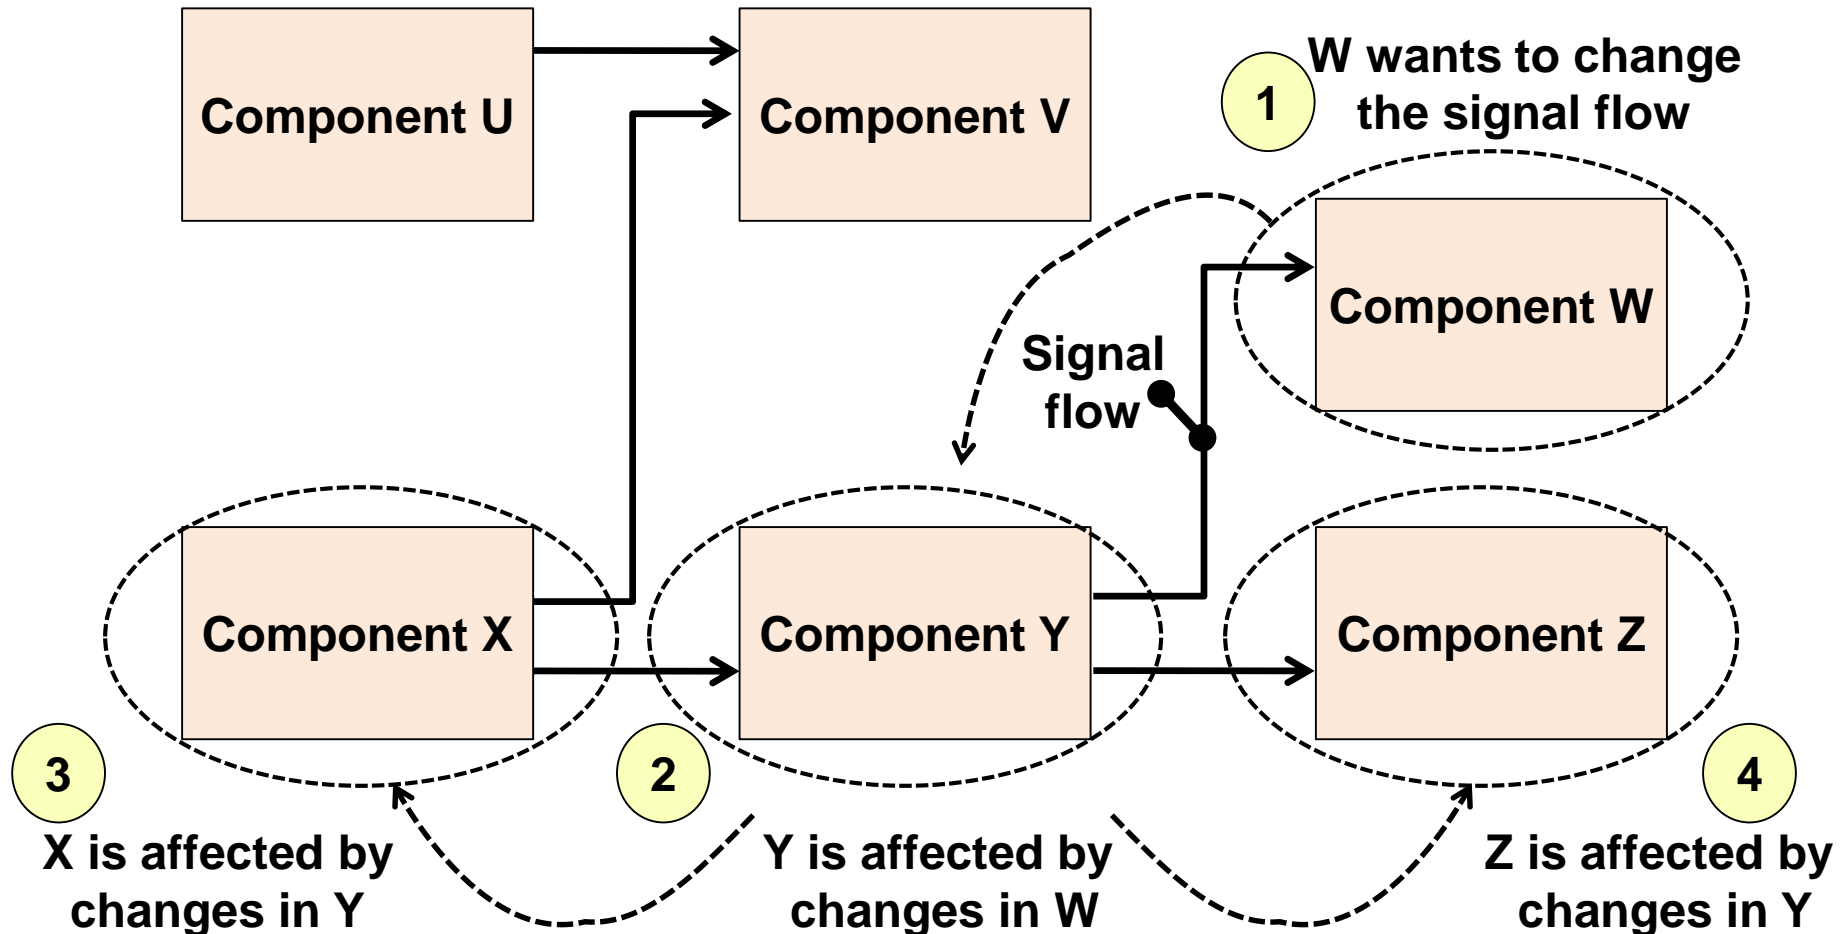 Component U
Component V
1
W wants to change
the signal flow
Component W
Signal
flow
Component X
Component Y
Component Z
3
X is affected by
changes in Y
2
Y is affected by
changes in W
4
Z is affected by
changes in Y